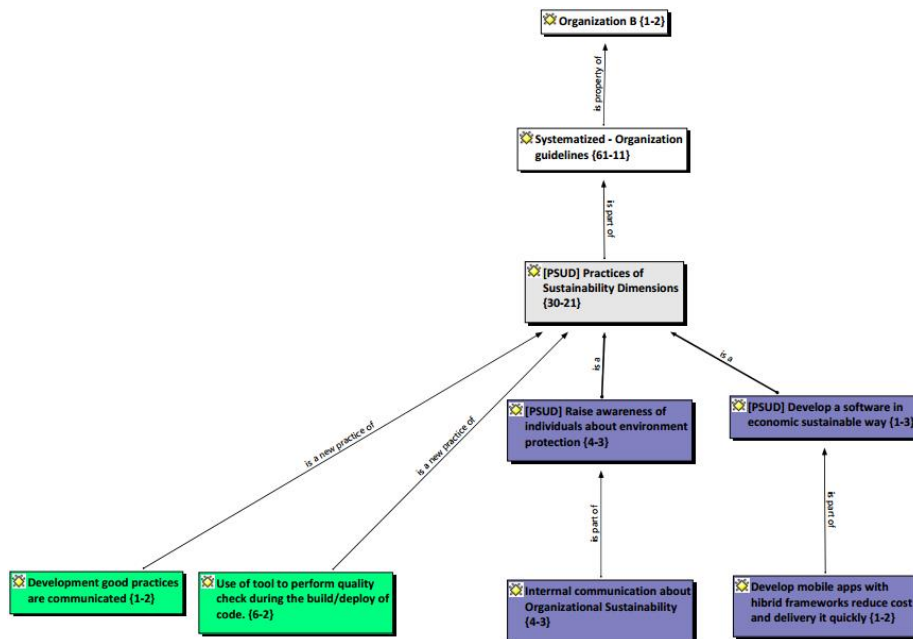 Organization B {1-2}
is property of
Systematized - Organization
guidelines {61-11}
is part of
[PSUD] Practices of
Sustainability Dimensions
{30-21}
is a new practice of
is a new practice of
is a
is a
[PSUD] Raise awareness of
individuals about environment
protection {4-3}
[PSUD] Develop a software in
economic sustainable way {1-3}
is part of
is part of
Development good practices
are communicated {1-2}
Use of tool to perform quality
check during the build/deploy of
code. {6-2}
Internmal communication about
Organizational Sustainability
{4-3}
Develop mobile apps with
hibrid frameworks reduce cost
and delivery it quickly {1-2}